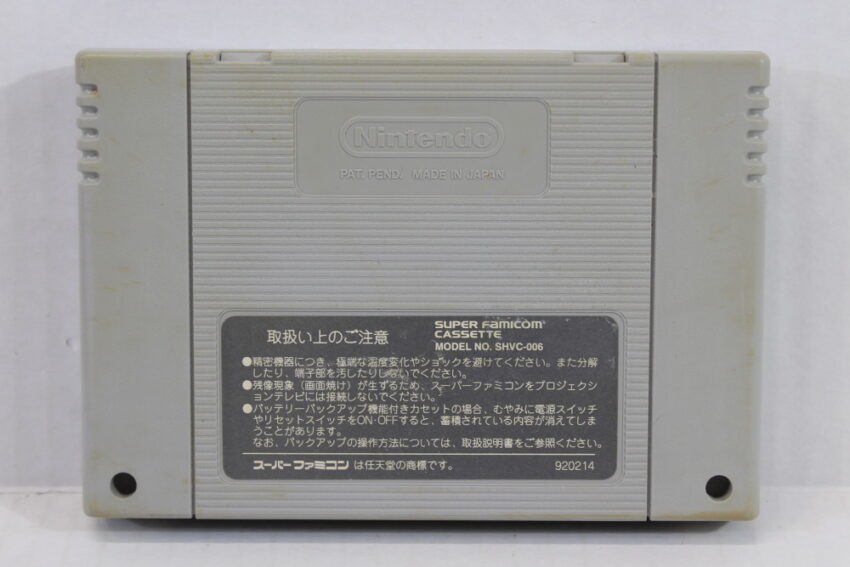 Nintendo
PAT. PEND. MADE IN JAPAN
取扱い上のご注意
SUPER FAMICOM
CASSETTE
MODEL NO. SHVC-006
●精密機器につき、極端な温度変化やショックを避けてください。また分解
したり、端子部を汚したりしないでください。
●残像現象（画面焼け）が生ずるため、スーパーファミコンをプロジェクシ
ョンテレビには接続しないでください。
●バッテリーバックアップ機能付きカセットの場合、むやみに電源スイッチ
やリセットスイッチをON・OFFすると、蓄積されている内容が消えてしま
うことがあります。
なお、バックアップの操作方法については、取扱説明書をご参照ください。
スーパーファミコン は任天堂の商標です。
920214